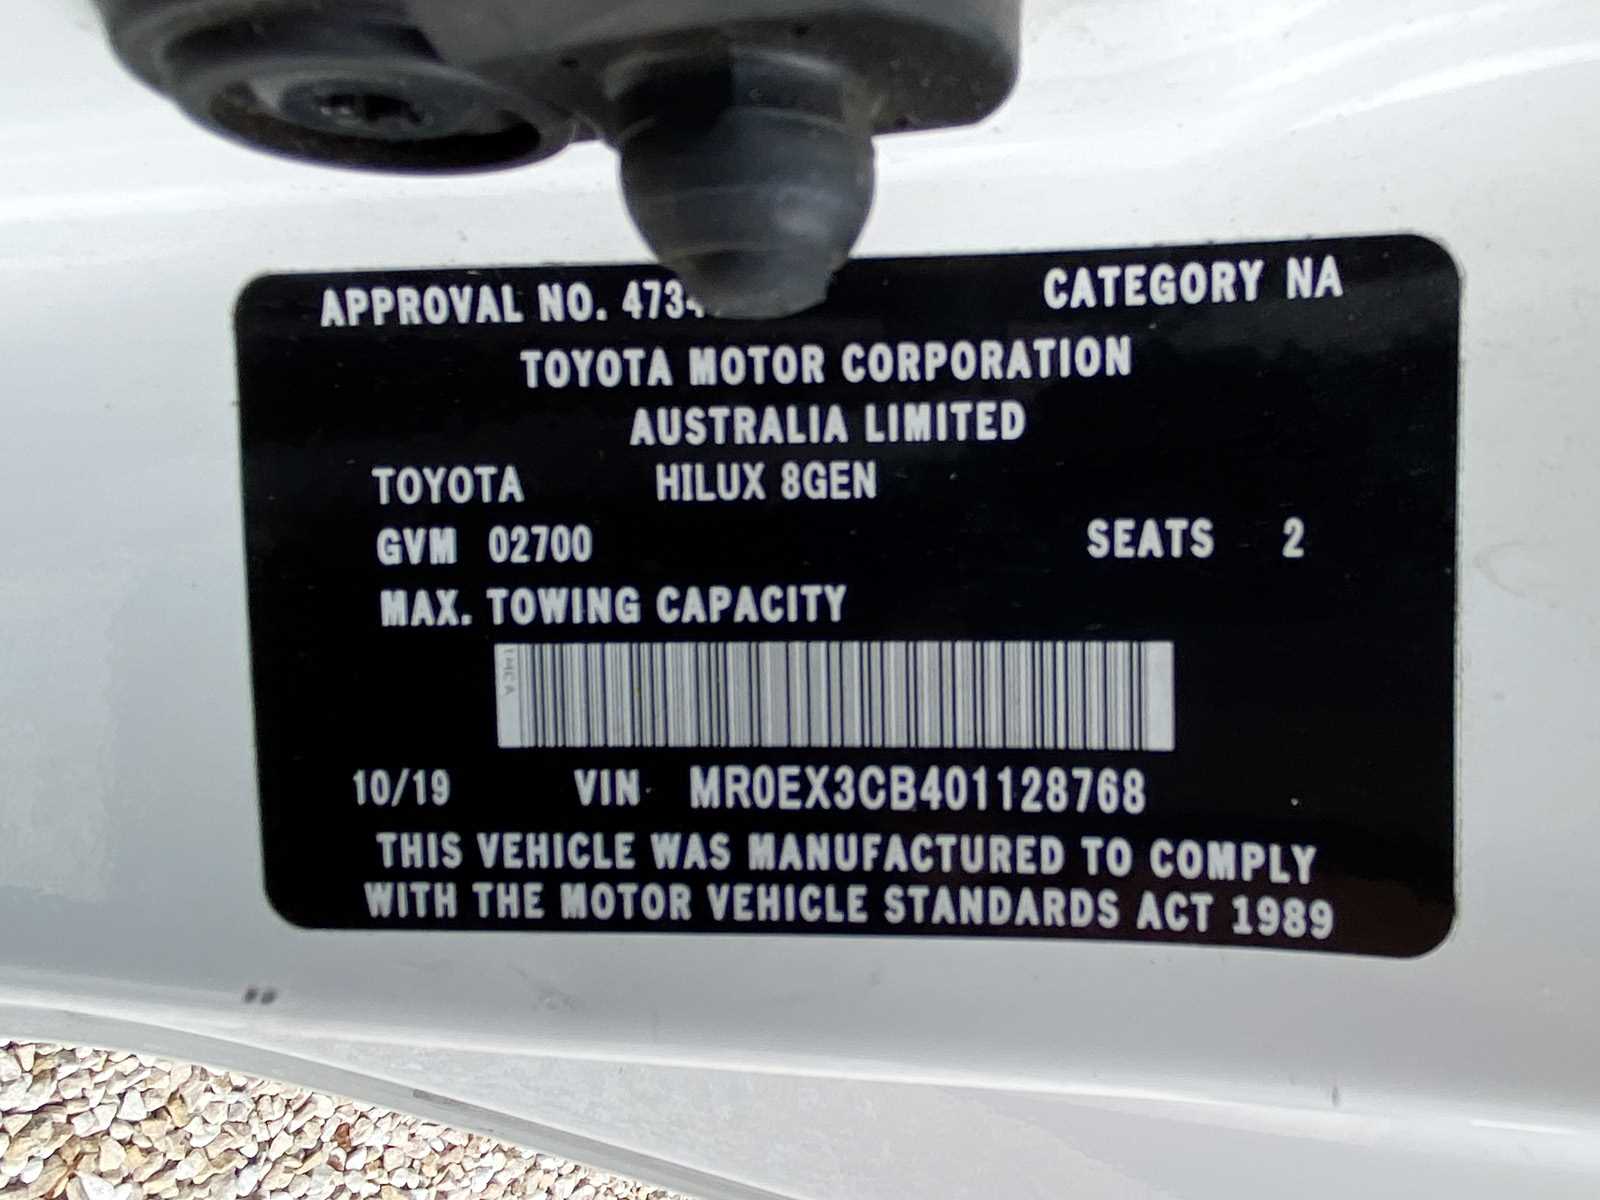 APPROVAL NO. CATEGORY NA
TOYOTA MOTOR CORPORATION
AUSTRALIA LIMITED
TOYOTA HILUX 8GEN
GVM 02700 SEATS 2
MAX. TOWING CAPACITY
10/19 VIN MR0EX3CB401128768
THIS VEHICLE WAS MANUFACTURED TO COMPLY
WITH THE MOTOR VEHICLE STANDARDS ACT 1989